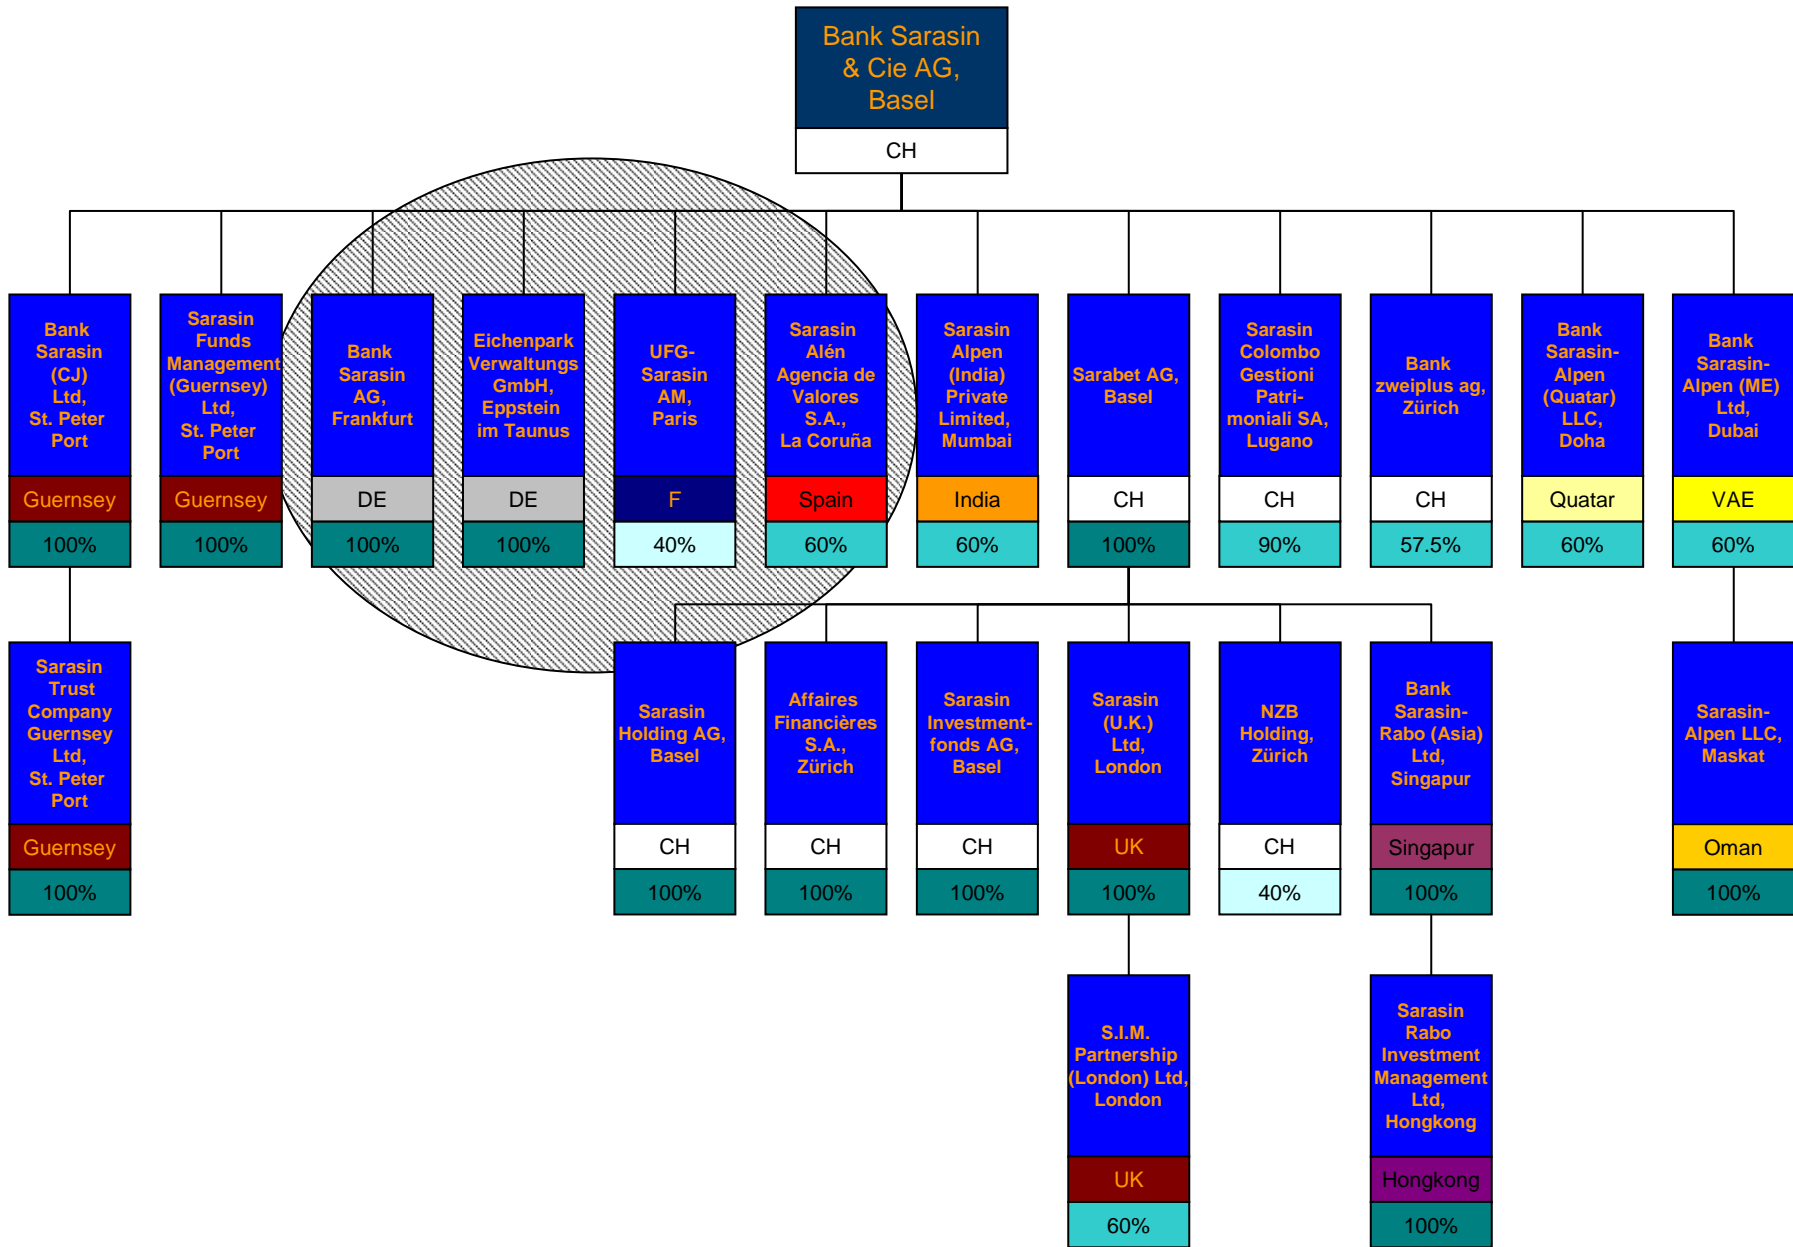 Bank Sarasin
& Cie AG,
Basel
CH
Bank
Sarasin
(CJ)
Ltd,
St. Peter
Port
Guernsey
100%
Sarasin
Funds
Management
(Guernsey)
Ltd,
St. Peter
Port
Guernsey
100%
Bank
Sarasin
AG,
Frankfurt
DE
100%
Eichenpark
Verwaltungs
GmbH,
Eppstein
im Taunus
DE
100%
UFG-
Sarasin
AM,
Paris
F
40%
Sarasin
Alén
Agencia de
Valores
S.A.,
La Coruña
Spain
60%
Sarasin
Alpen
(India)
Private
Limited,
Mumbai
India
60%
Sarabet AG,
Basel
CH
100%
Sarasin
Colombo
Gestioni
Patri-
moniali SA,
Lugano
CH
90%
Bank
zweiplus ag,
Zürich
CH
57.5%
Bank
Sarasin-
Alpen
(Quatar)
LLC,
Doha
Quatar
60%
Bank
Sarasin-
Alpen (ME)
Ltd,
Dubai
VAE
60%
Sarasin
Trust
Company
Guernsey
Ltd,
St. Peter
Port
Guernsey
100%
Sarasin
Holding AG,
Basel
CH
100%
Affaires
Financières
S.A.,
Zürich
CH
100%
Sarasin
Investment-
fonds AG,
Basel
CH
100%
Sarasin
(U.K.)
Ltd,
London
UK
100%
NZB
Holding,
Zürich
CH
40%
Bank
Sarasin-
Rabo (Asia)
Ltd,
Singapur
Singapur
100%
Sarasin-
Alpen LLC,
Maskat
Oman
100%
S.I.M.
Partnership
(London) Ltd,
London
UK
60%
Sarasin
Rabo
Investment
Management
Ltd,
Hongkong
Hongkong
100%